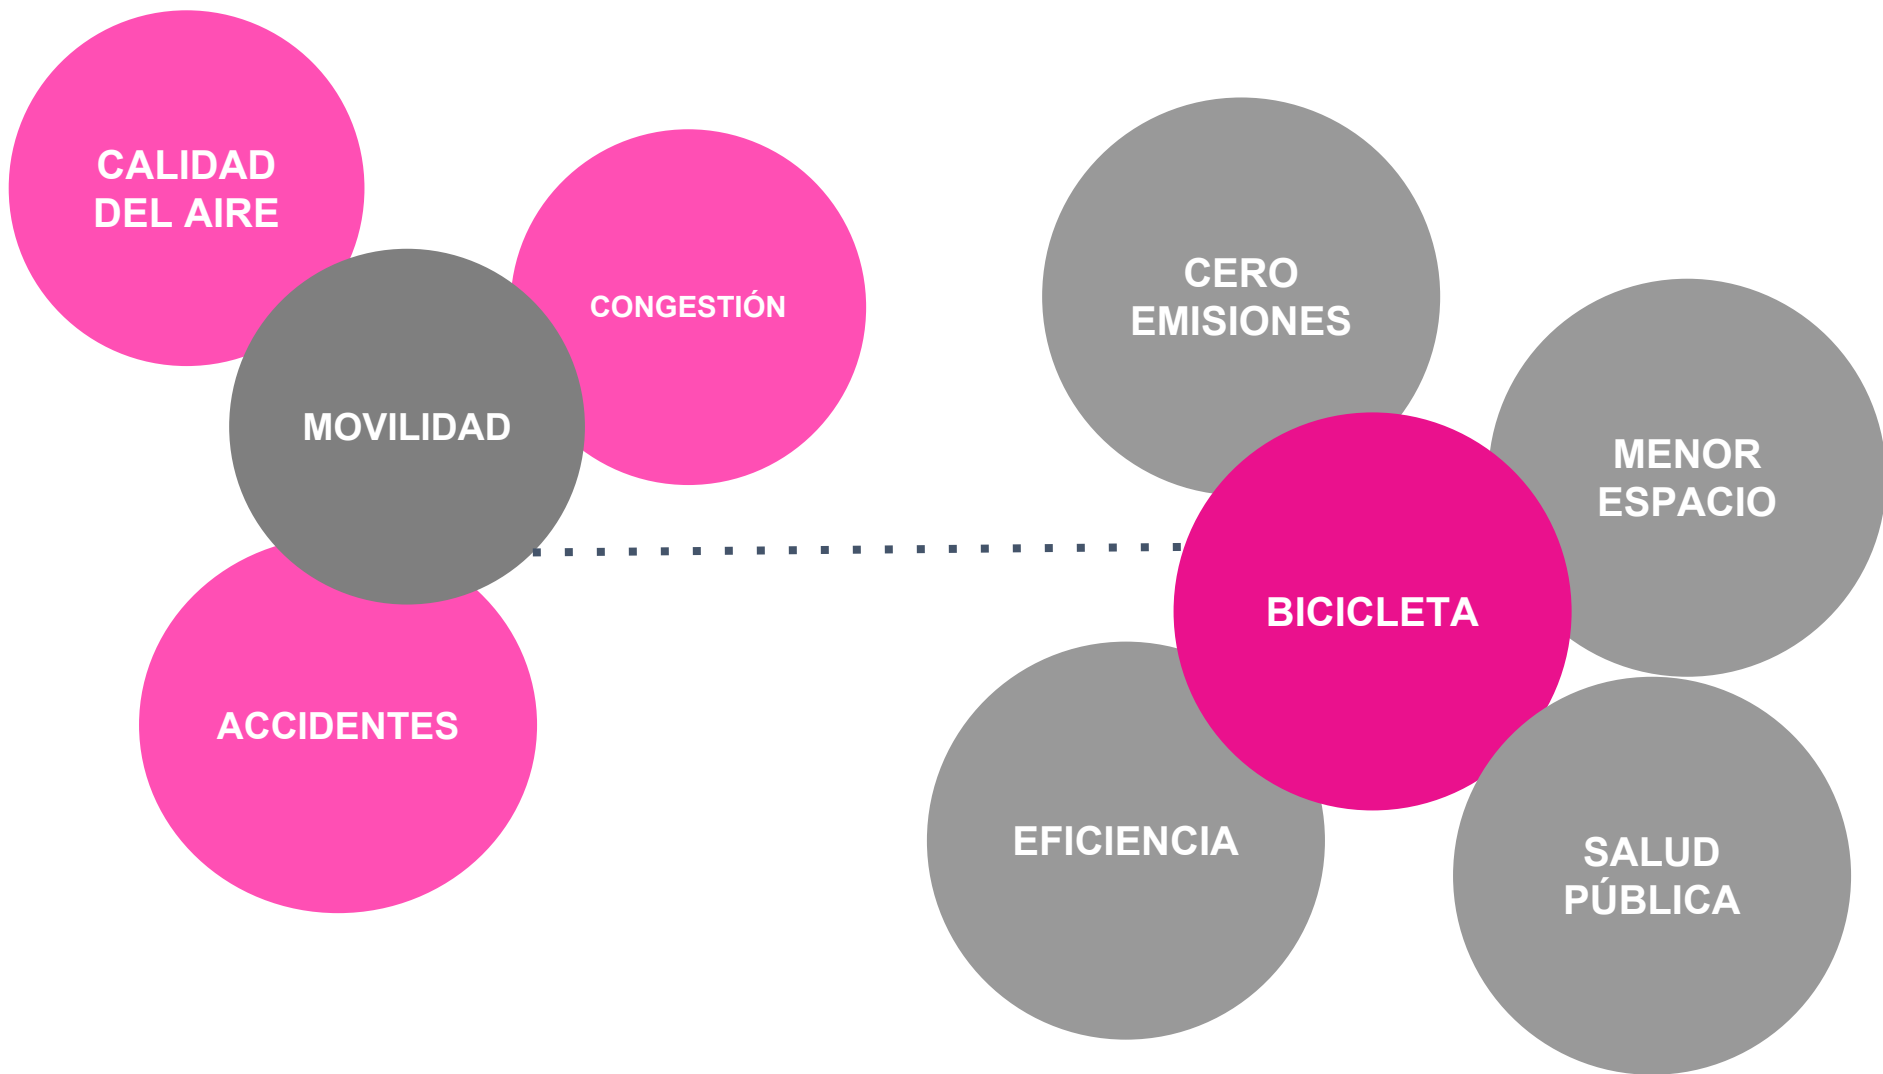 CALIDAD
DEL AIRE
CONGESTIÓN
MOVILIDAD
ACCIDENTES
CERO
EMISIONES
MENOR
ESPACIO
BICICLETA
EFICIENCIA
SALUD
PÚBLICA